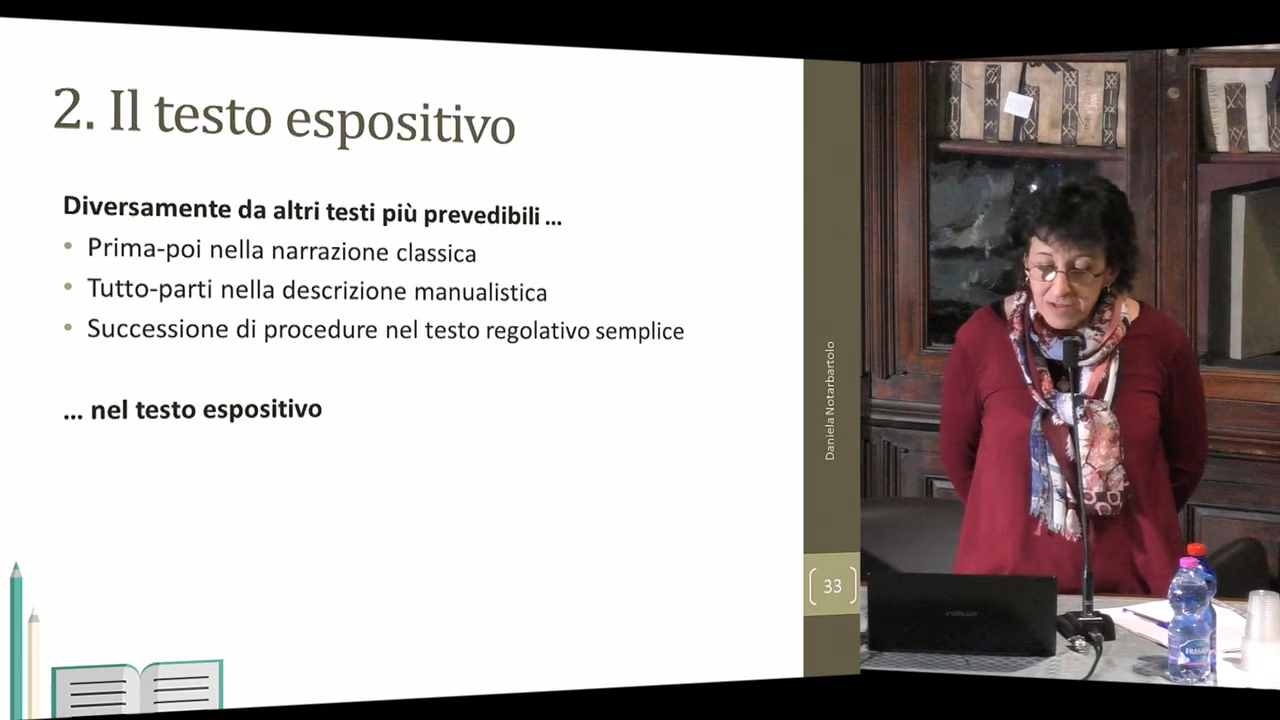 2. Il testo espositivo
Diversamente da altri testi più prevedibili ...
• Prima-poi nella narrazione classica
• Tutto-parti nella descrizione manualistica
• Successione di procedure nel testo regolativo semplice
... nel testo espositivo
Daniela Notarbartolo
33
ASUS